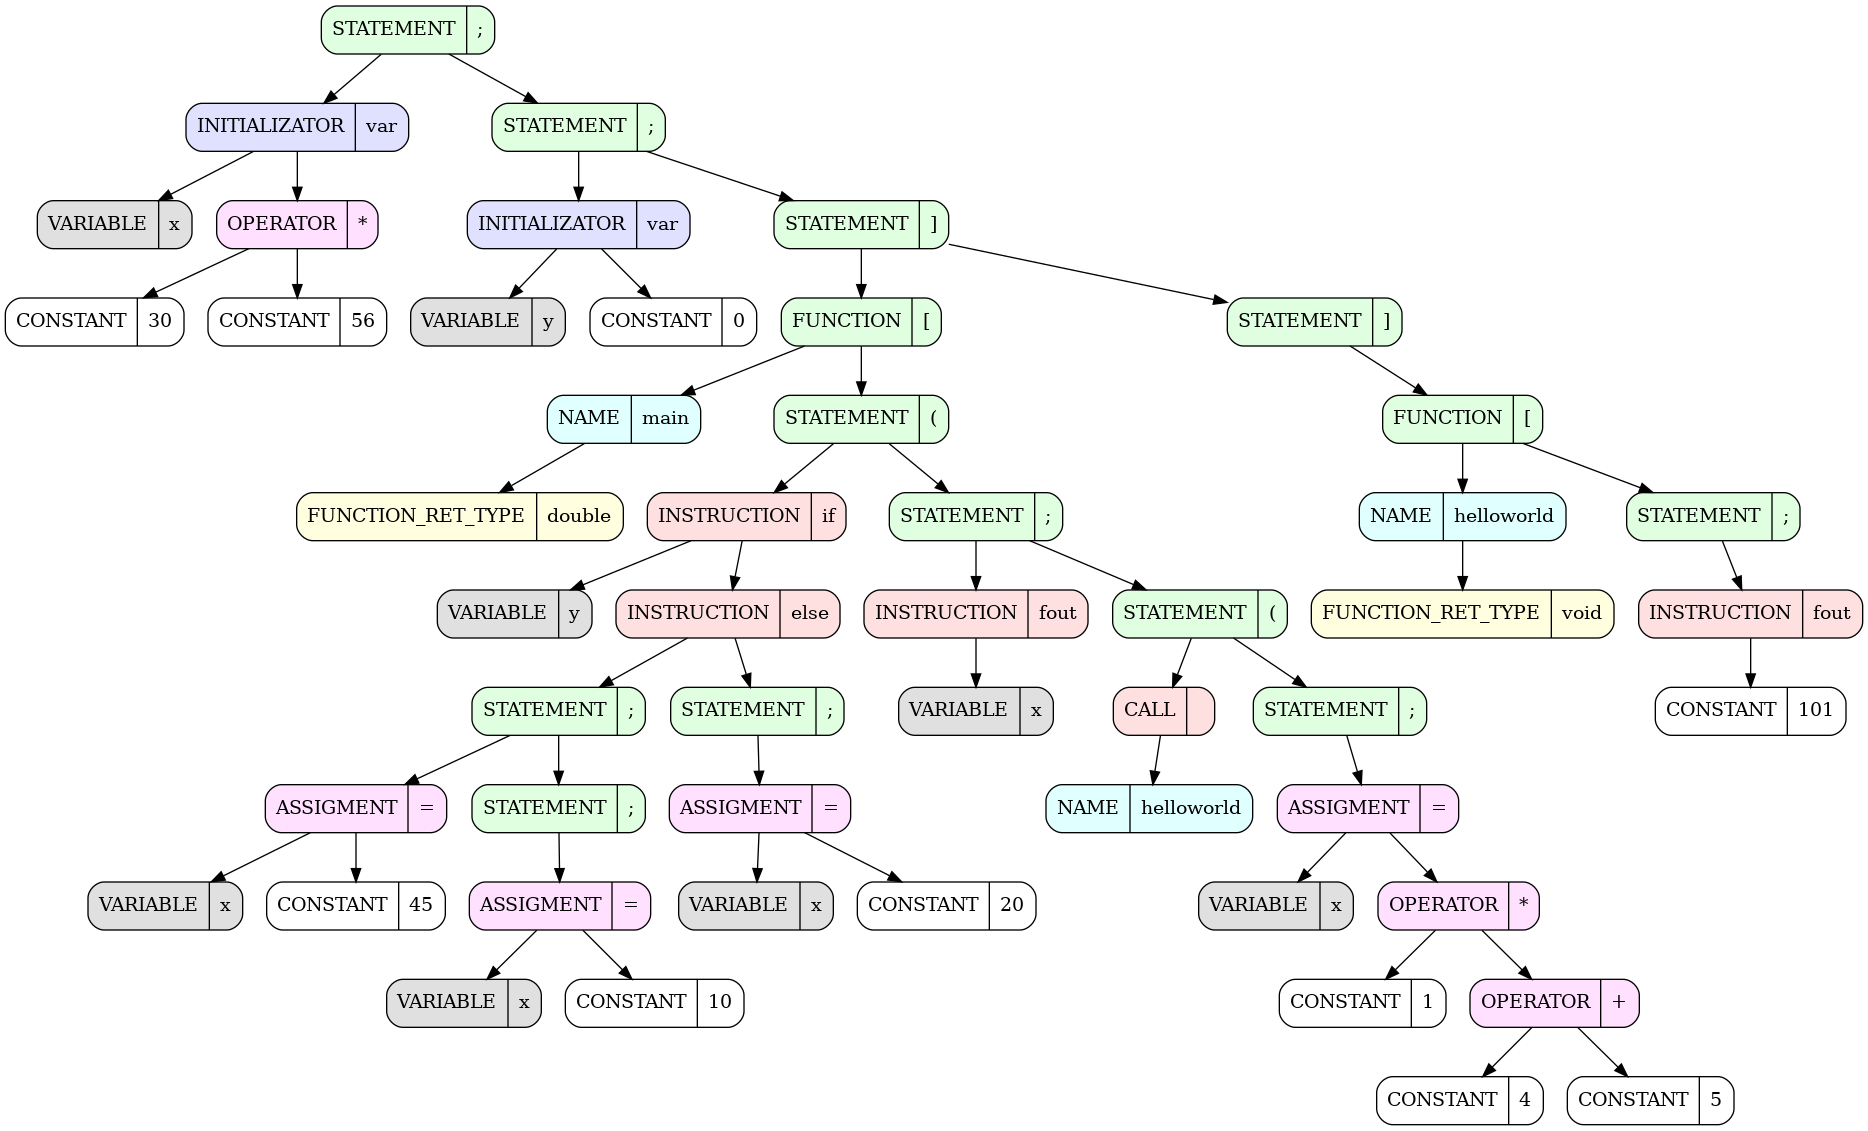 STATEMENT ;
INITIALIZATOR var
STATEMENT ;
VARIABLE x
OPERATOR *
INITIALIZATOR var
STATEMENT ]
CONSTANT 30
CONSTANT 56
VARIABLE y
CONSTANT 0
FUNCTION [
STATEMENT ]
NAME main
STATEMENT (
FUNCTION [
FUNCTION_RET_TYPE double
INSTRUCTION if
STATEMENT ;
NAME helloworld
STATEMENT ;
VARIABLE y
INSTRUCTION else
INSTRUCTION fout
STATEMENT (
FUNCTION_RET_TYPE void
INSTRUCTION fout
STATEMENT ;
STATEMENT ;
VARIABLE x
CALL
STATEMENT ;
CONSTANT 101
ASSIGMENT =
STATEMENT ;
ASSIGMENT =
NAME helloworld
ASSIGMENT =
VARIABLE x
CONSTANT 45
ASSIGMENT =
VARIABLE x
CONSTANT 20
VARIABLE x
OPERATOR *
VARIABLE x
CONSTANT 10
CONSTANT 1
OPERATOR +
CONSTANT 4
CONSTANT 5